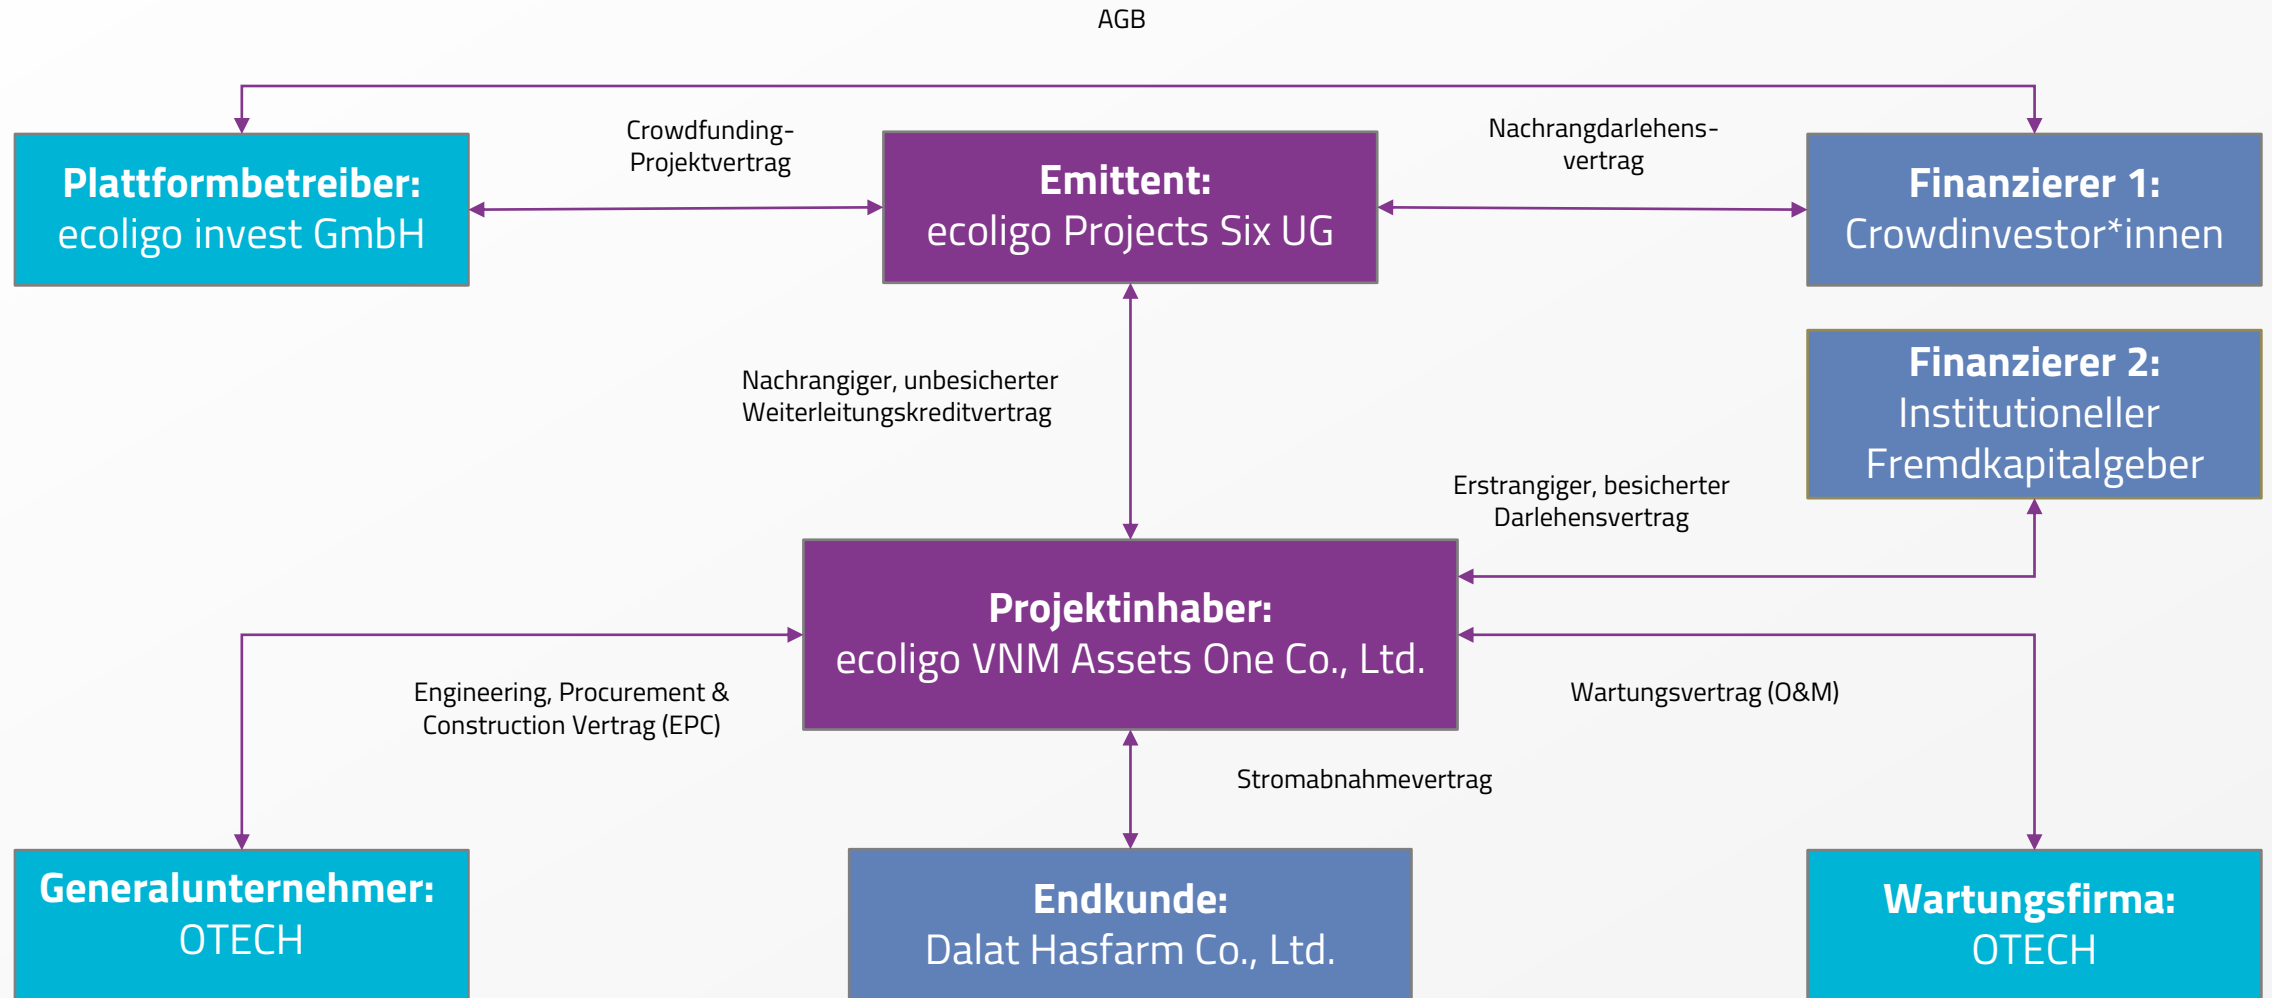 AGB
Crowdfunding-
Projektvertrag
Nachrangdarlehens-
vertrag
Plattformbetreiber:
ecoligo invest GmbH
Emittent:
ecoligo Projects Six UG
Finanzierer 1:
Crowdinvestor*innen
Finanzierer 2:
Institutioneller
Fremdkapitalgeber
Nachrangiger, unbesicherter
Weiterleitungskreditvertrag
Erstrangiger, besicherter
Darlehensvertrag
Projektinhaber:
ecoligo VNM Assets One Co., Ltd.
Engineering, Procurement &
Construction Vertrag (EPC)
Wartungsvertrag (O&M)
Stromabnahmevertrag
Generalunternehmer:
OTECH
Endkunde:
Dalat Hasfarm Co., Ltd.
Wartungsfirma:
OTECH